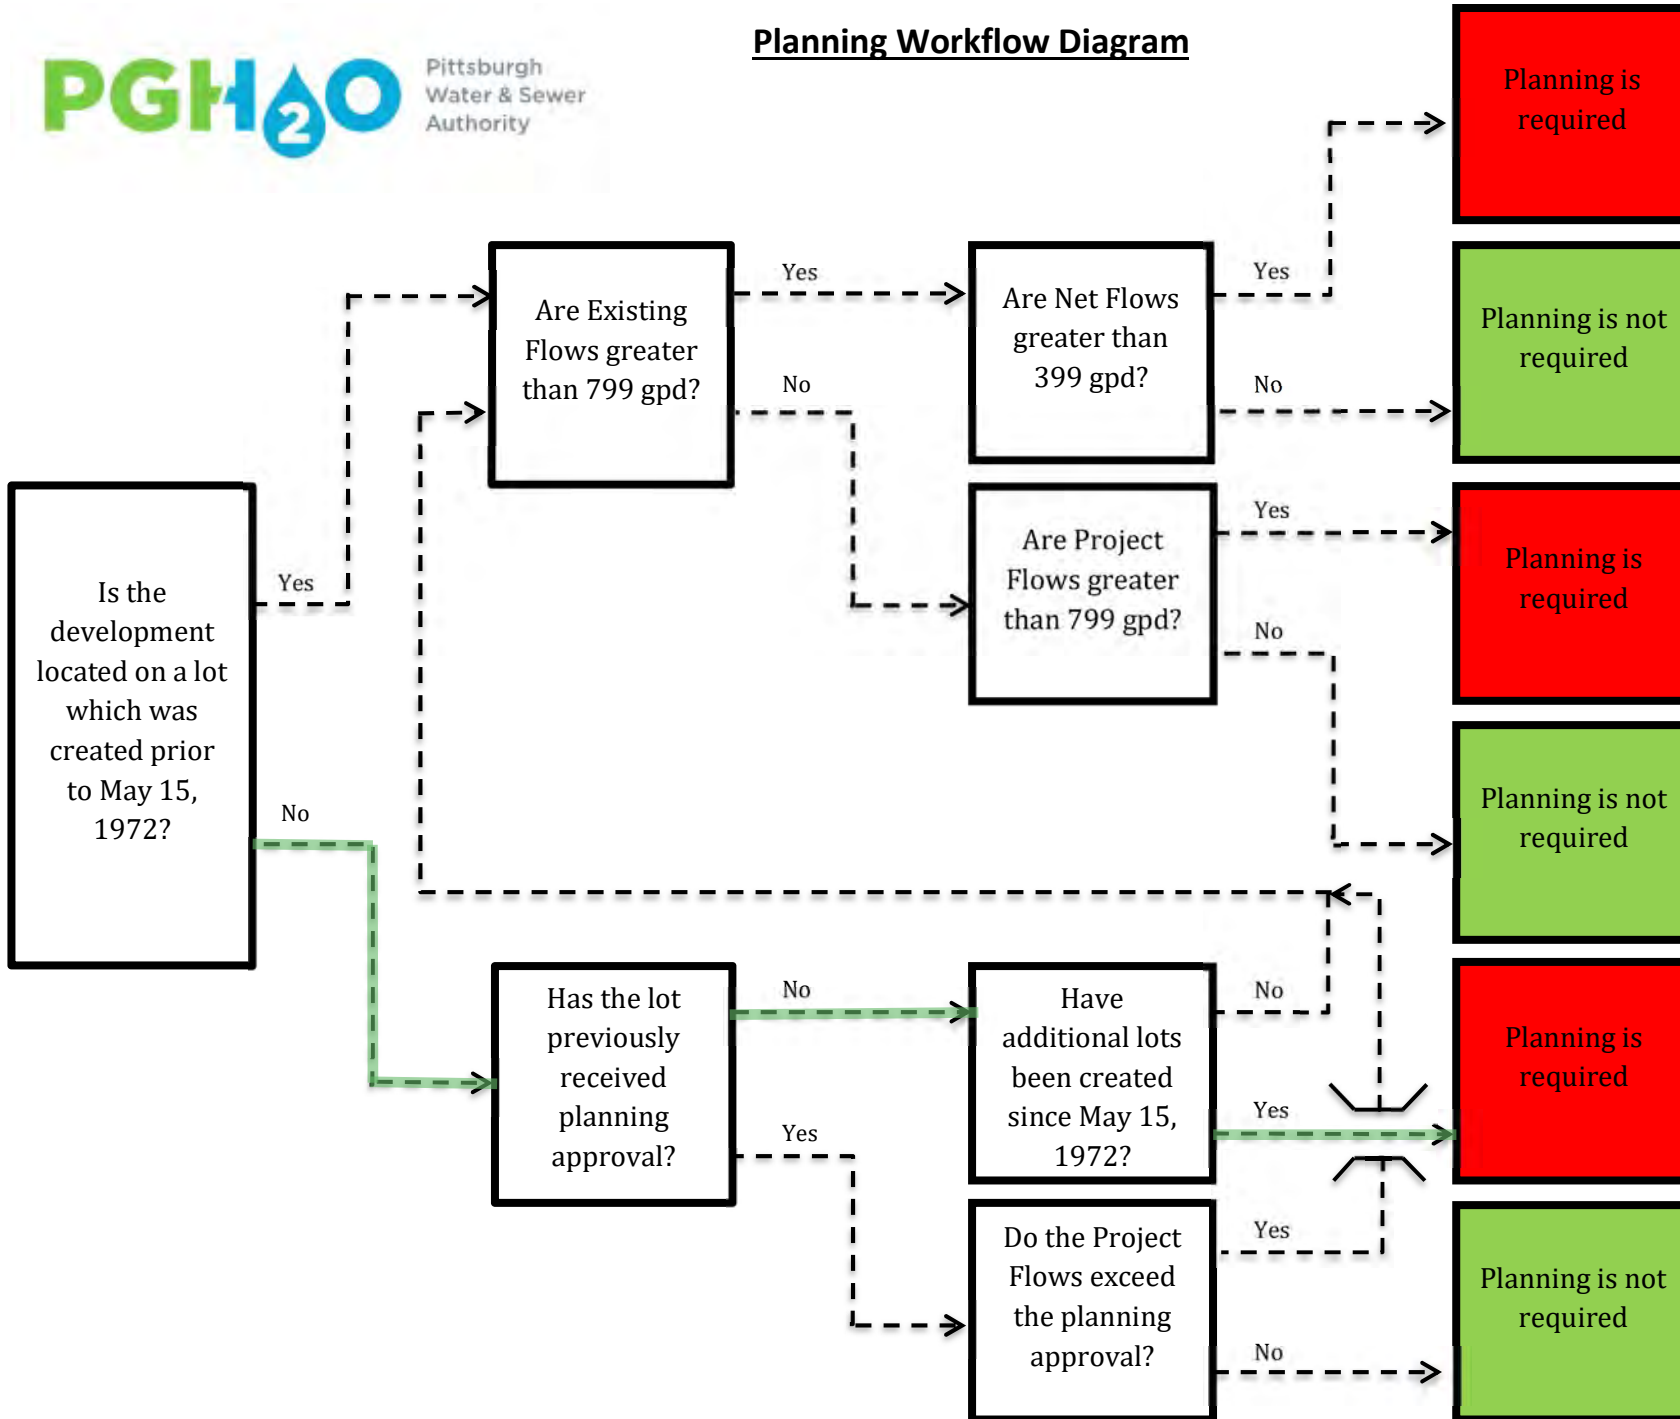 Planning Workflow Diagram
PGH2O
Pittsburgh
Water & Sewer
Authority
Planning is
required
Are Existing
Flows greater
than 799 gpd?
Yes
No
Are Net Flows
greater than
399 gpd?
Yes
No
Planning is not
required
Is the
development
located on a lot
which was
created prior
to May 15,
1972?
Yes
No
Are Project
Flows greater
than 799 gpd?
Yes
No
Planning is
required
Planning is not
required
Has the lot
previously
received
planning
approval?
No
Yes
Have
additional lots
been created
since May 15,
1972?
No
Yes
Planning is
required
Do the Project
Flows exceed
the planning
approval?
Yes
No
Planning is not
required